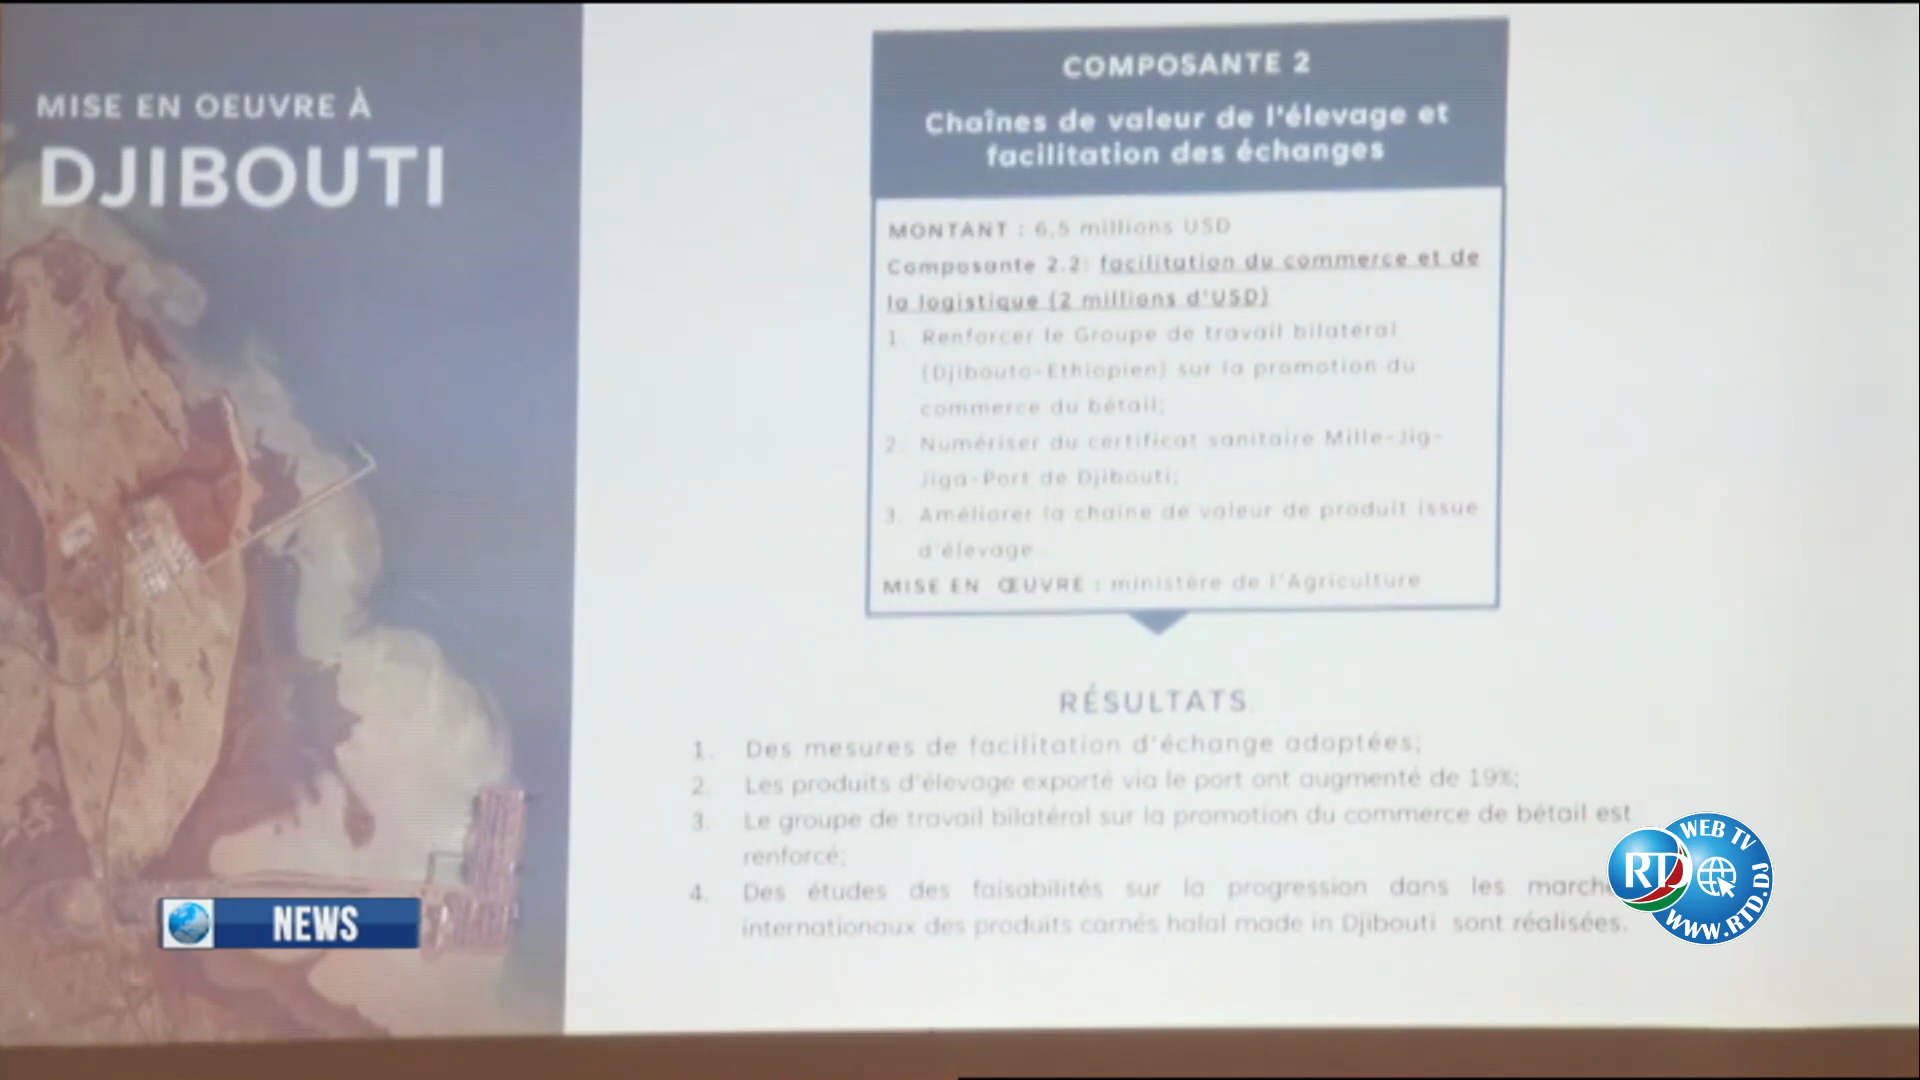 MISE EN OEUVRE À
DJIBOUTI
COMPOSANTE 2
Chaînes de valeur de l'élevage et
facilitation des échanges
MONTANT : 6,5 millions USD
Composante 2.2: facilitation du commerce et de
la logistique (2 millions d'USD)
1. Renforcer le Groupe de travail bilatéral
(Djibouto-Ethiopien) sur la promotion du
commerce du bétail;
2. Numériser du certificat sanitaire Mille-Jig-
Jiga-Port de Djibouti;
3. Améliorer la chaine de valeur de produit issue
d'élevage
MISE EN ŒUVRE : ministère de l'Agriculture
RÉSULTATS
1. Des mesures de facilitation d'échange adoptées;
2. Les produits d'élevage exporté via le port ont augmenté de 19%;
3. Le groupe de travail bilatéral sur la promotion du commerce de bétail est
renforcé;
4. Des études des faisabilités sur la progression dans les march
internationaux des produits carnés halal made in Djibouti sont réalisées.
NEWS
WEB TV
RTD
WWW.RTD.DJ